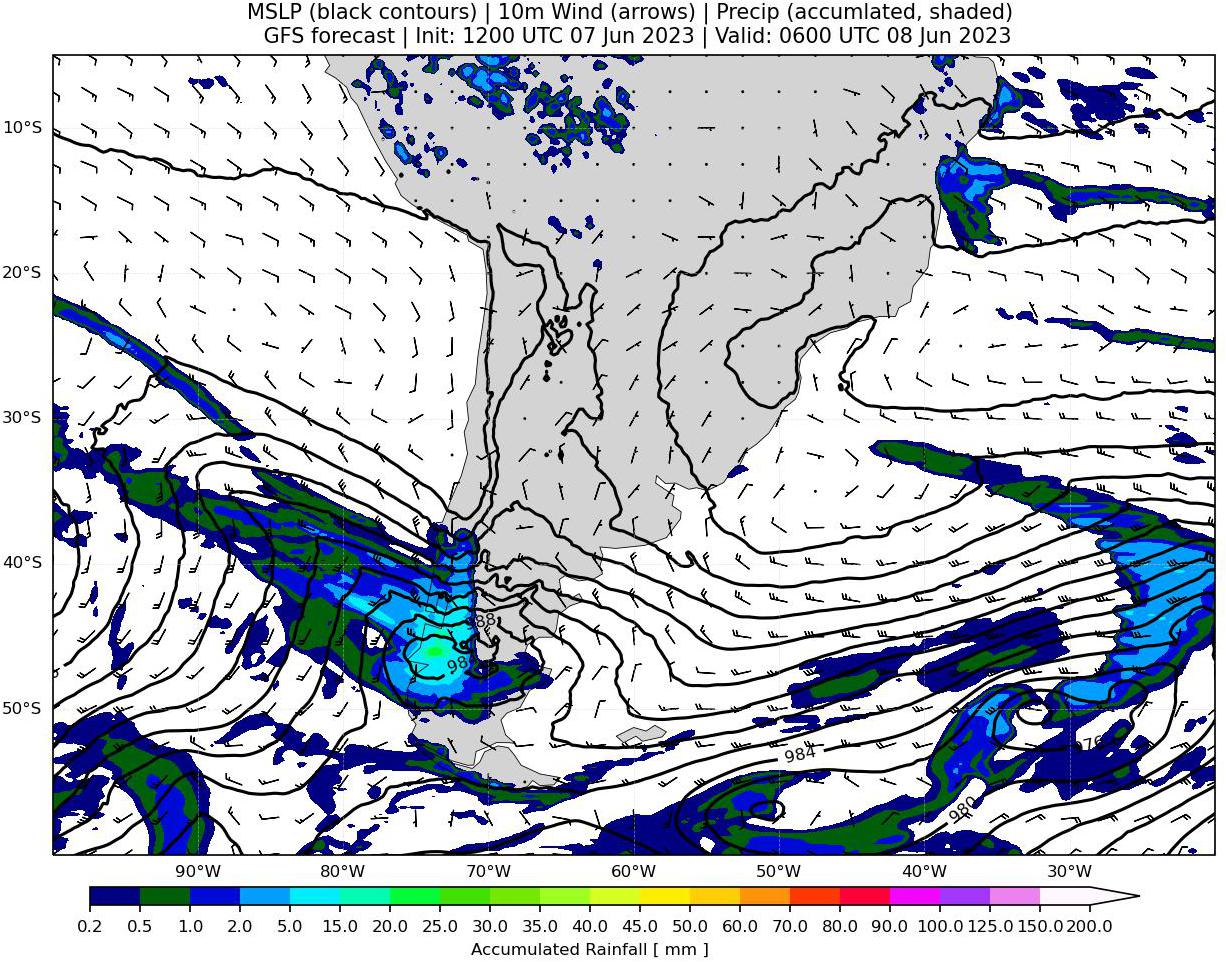 MSLP (black contours) | 10m Wind (arrows) | Precip (accumlated, shaded)
GFS forecast | Init: 1200 UTC 07 Jun 2023 | Valid: 0600 UTC 08 Jun 2023
10°S
20°S
30°S
40°S
988
984
50°S
976
984
980
90°W 80°W 70°W 60°W 50°W 40°W 30°W
0.2 0.5 1.0 2.0 5.0 10.0 15.0 20.0 25.0 30.0 35.0 40.0 45.0 50.0 60.0 70.0 80.0 90.0 100.0 125.0 150.0 200.0
Accumulated Rainfall [ mm ]